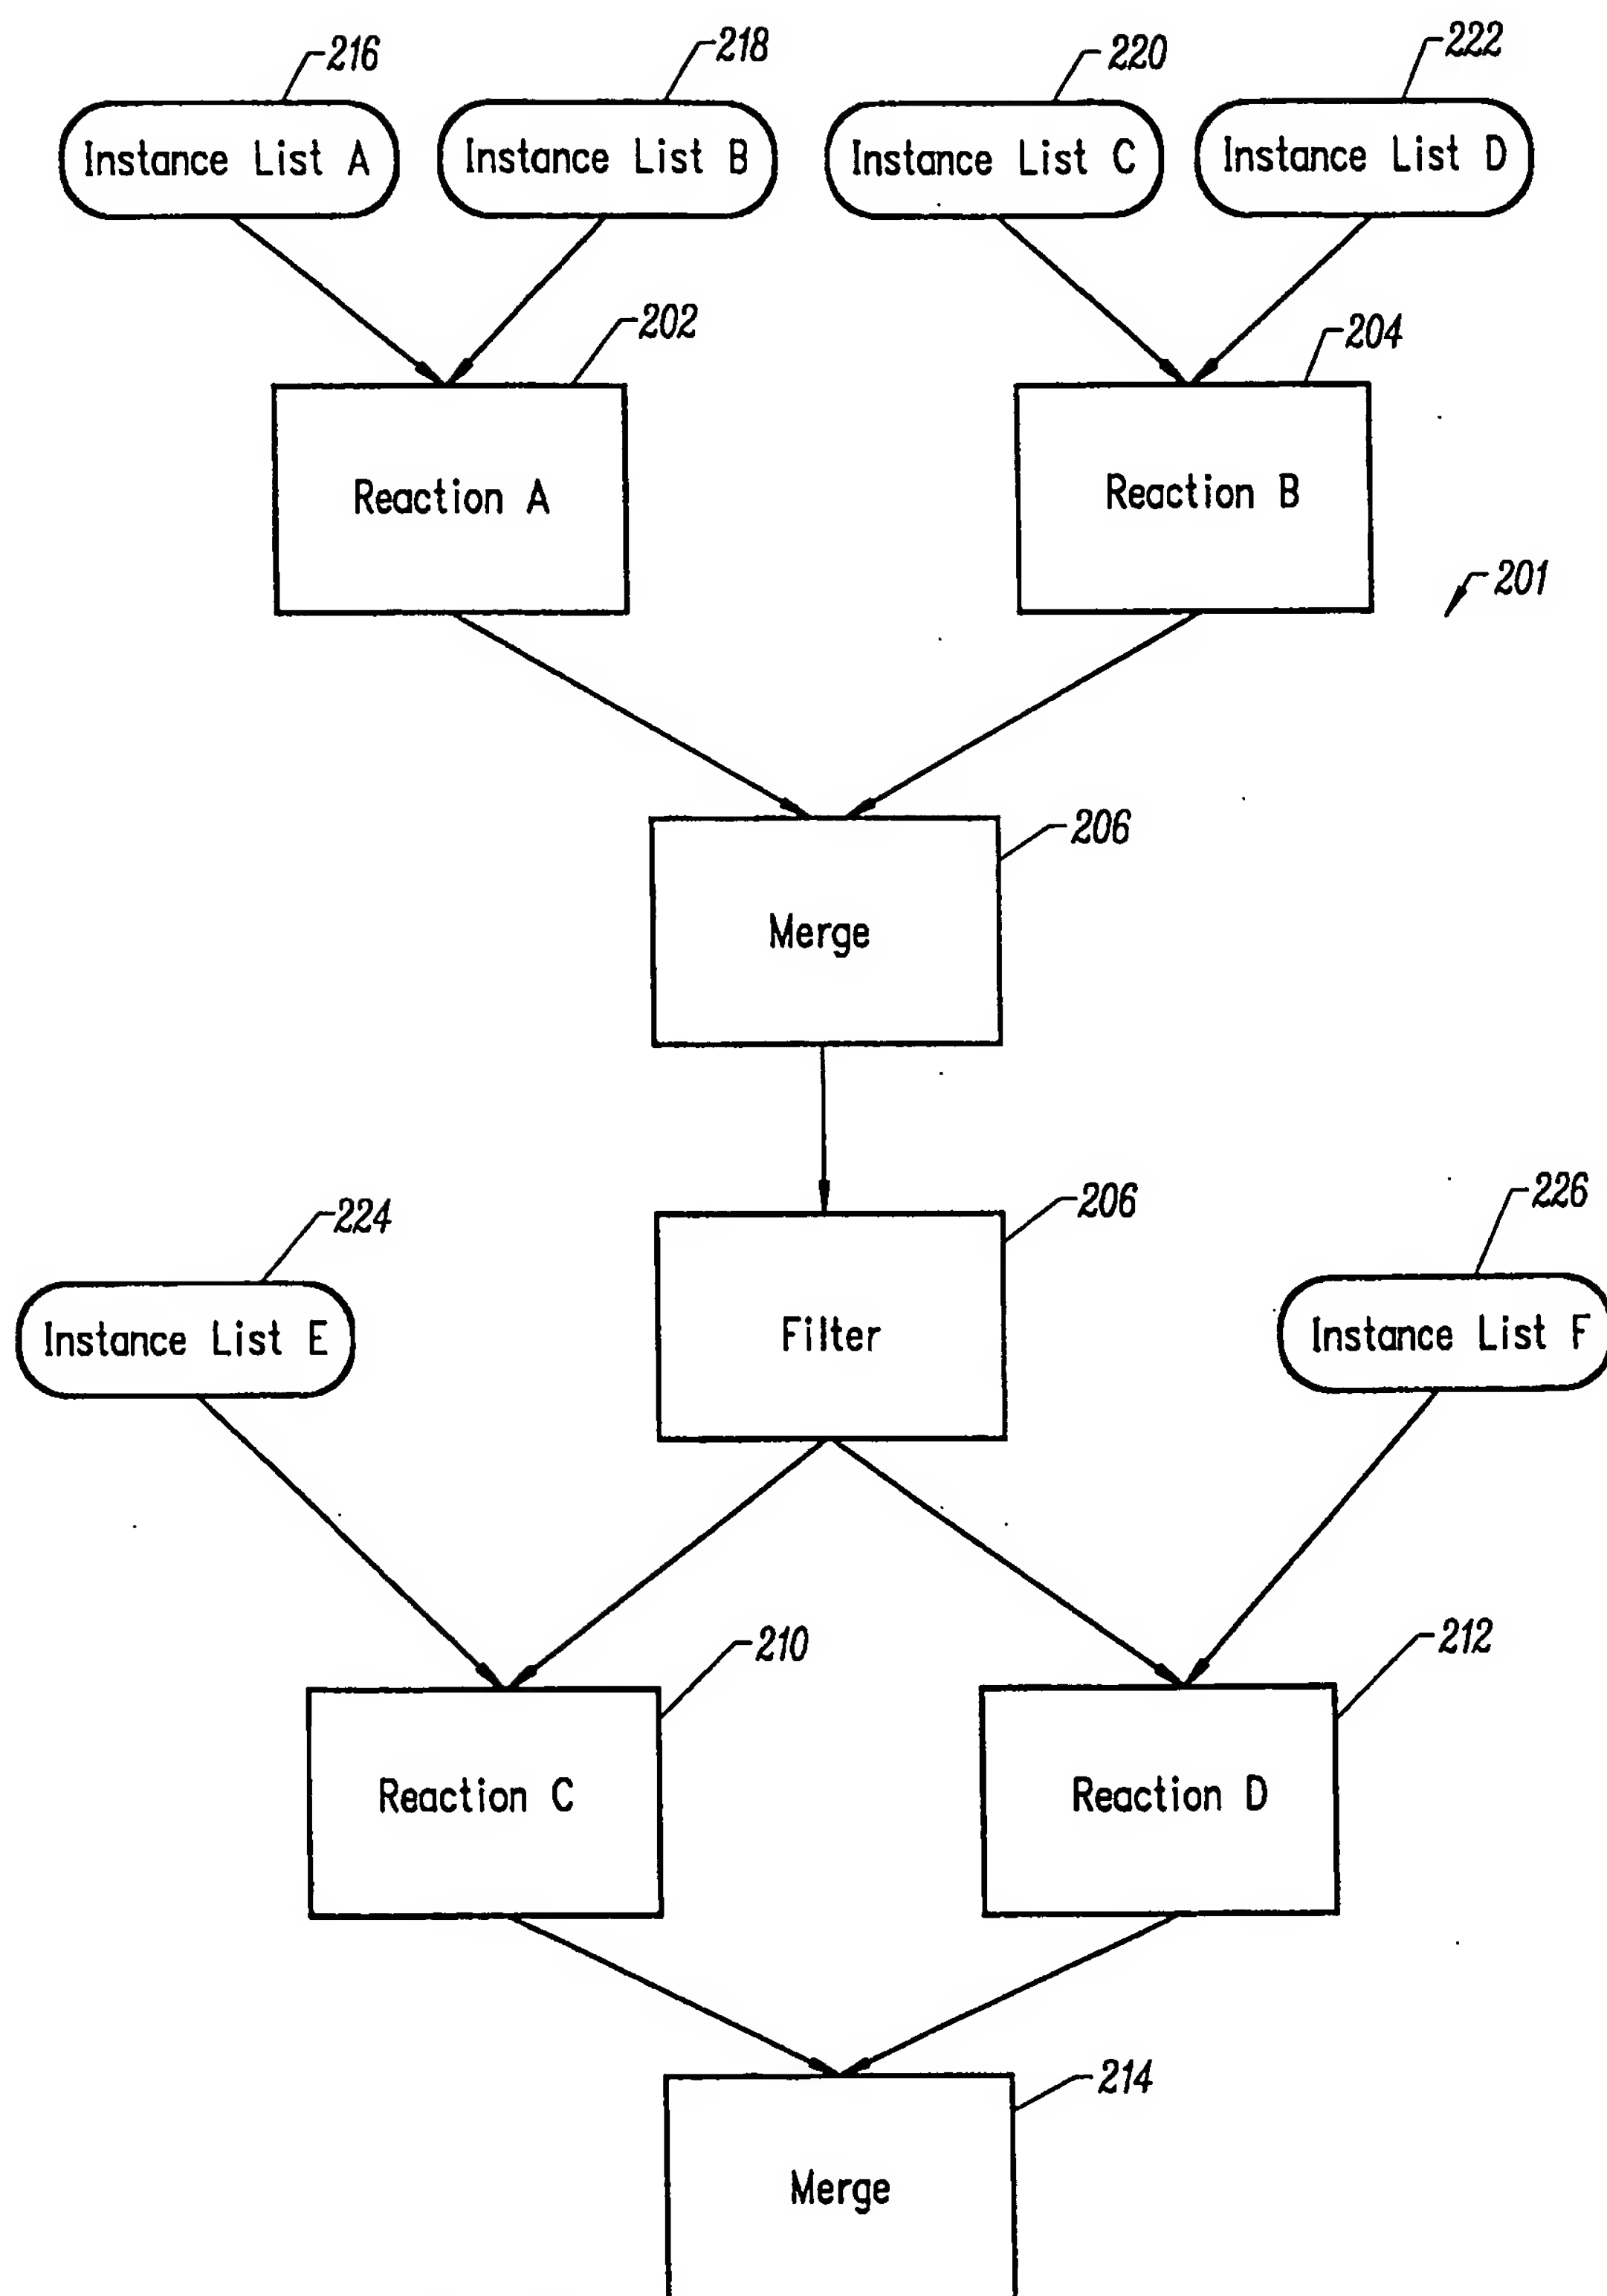 216
218
220
222
Instance List A
Instance List B
Instance List C
Instance List D
202
204
Reaction A
Reaction B
201
206
Merge
206
224
226
Instance List E
Filter
Instance List F
210
212
Reaction C
Reaction D
214
Merge